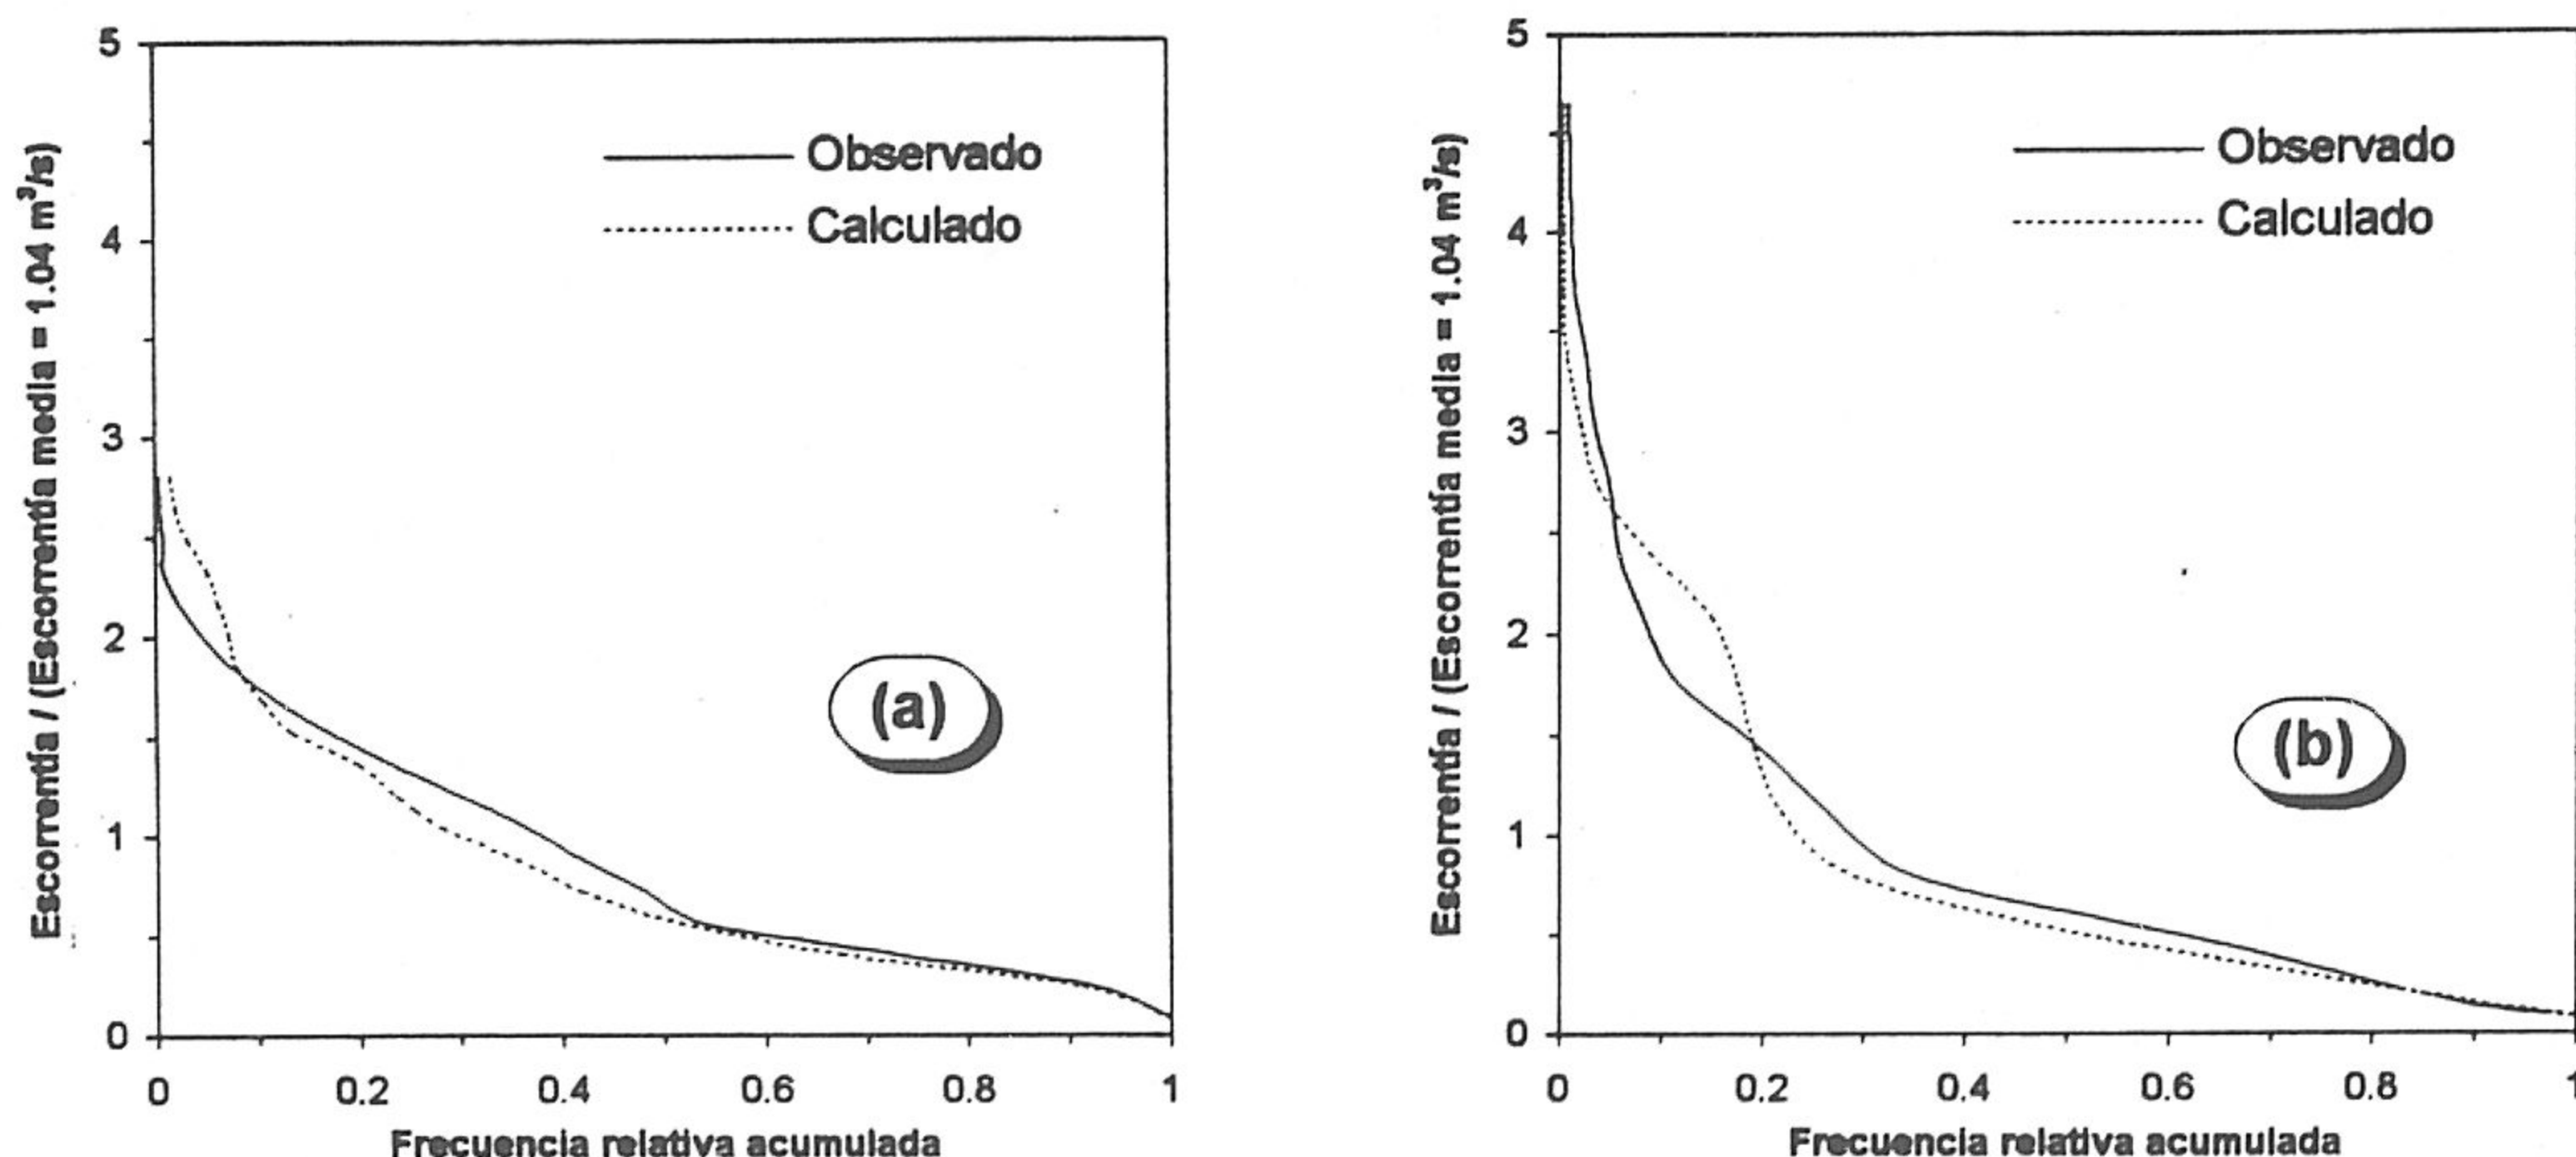 Escorrentía / (Escorrentía media = 1.04 m³/s)
5
4
3
2
1
0
0 0.2 0.4 0.6 0.8 1
Frecuencia relativa acumulada
Observado
Calculado
(a)
Escorrentía / (Escorrentía media = 1.04 m³/s)
5
4
3
2
1
0
0 0.2 0.4 0.6 0.8 1
Frecuencia relativa acumulada
Observado
Calculado
(b)